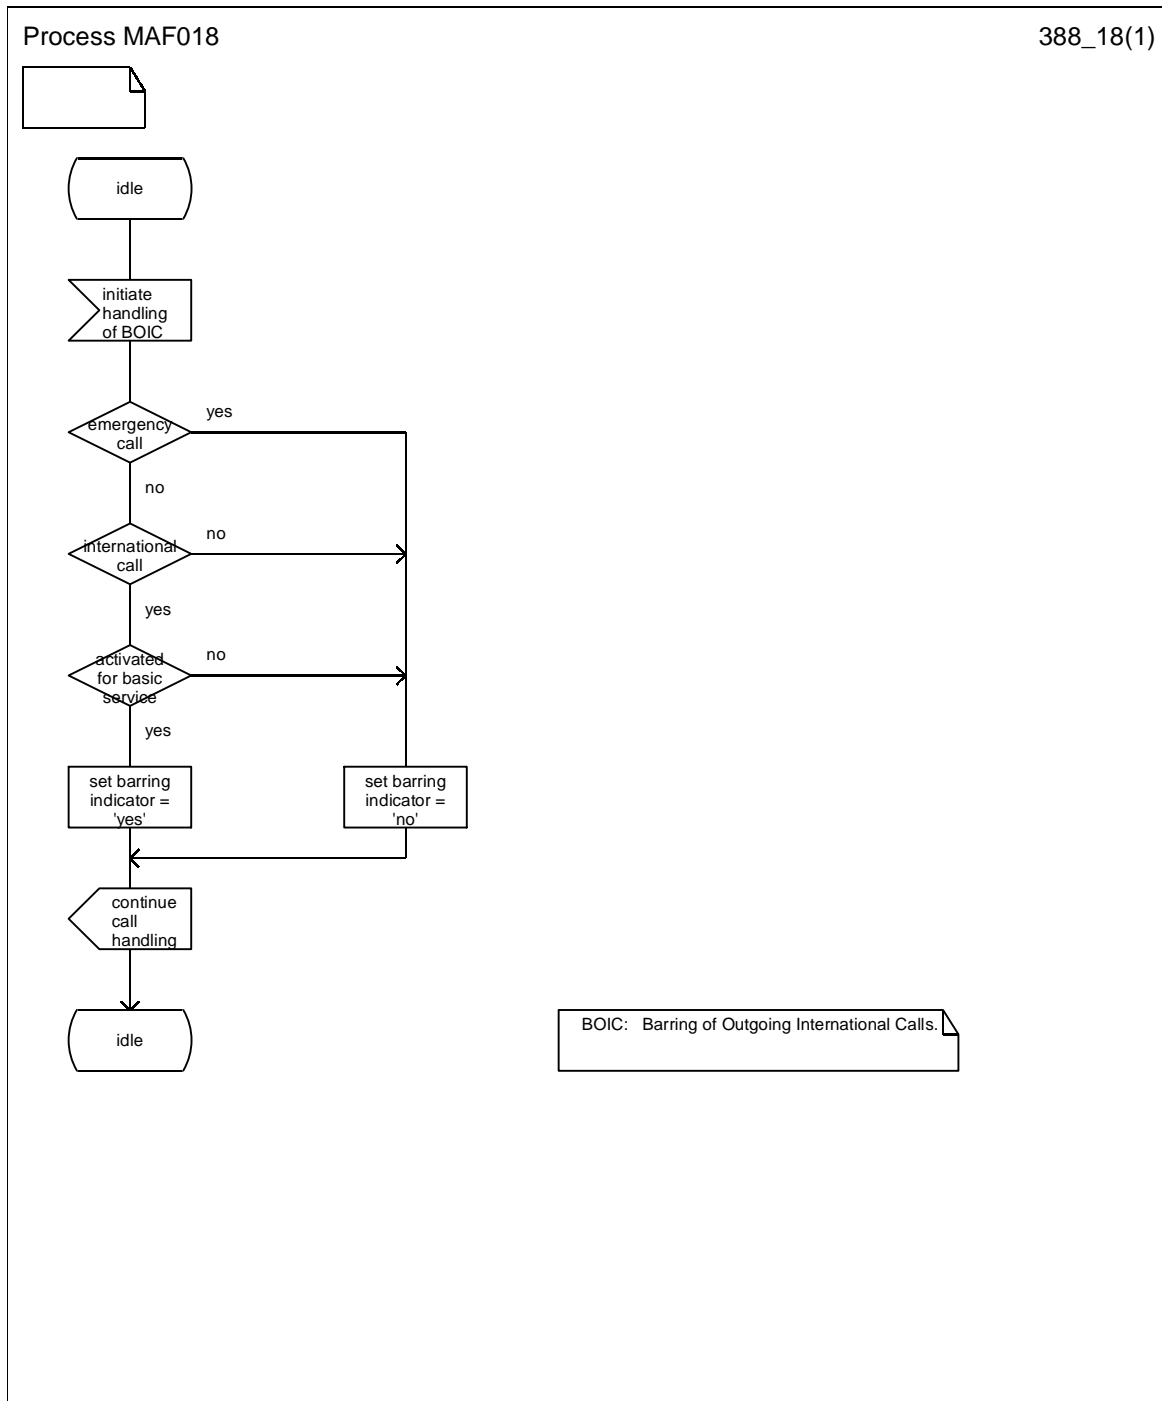 Process MAF018
388_18(1)
idle
initiate
handling
of BOIC
emergency
call
yes
no
international
call
no
yes
activated
for basic
service
no
yes
set barring
indicator =
'yes'
set barring
indicator =
'no'
continue
call
handling
idle
BOIC: Barring of Outgoing International Calls.